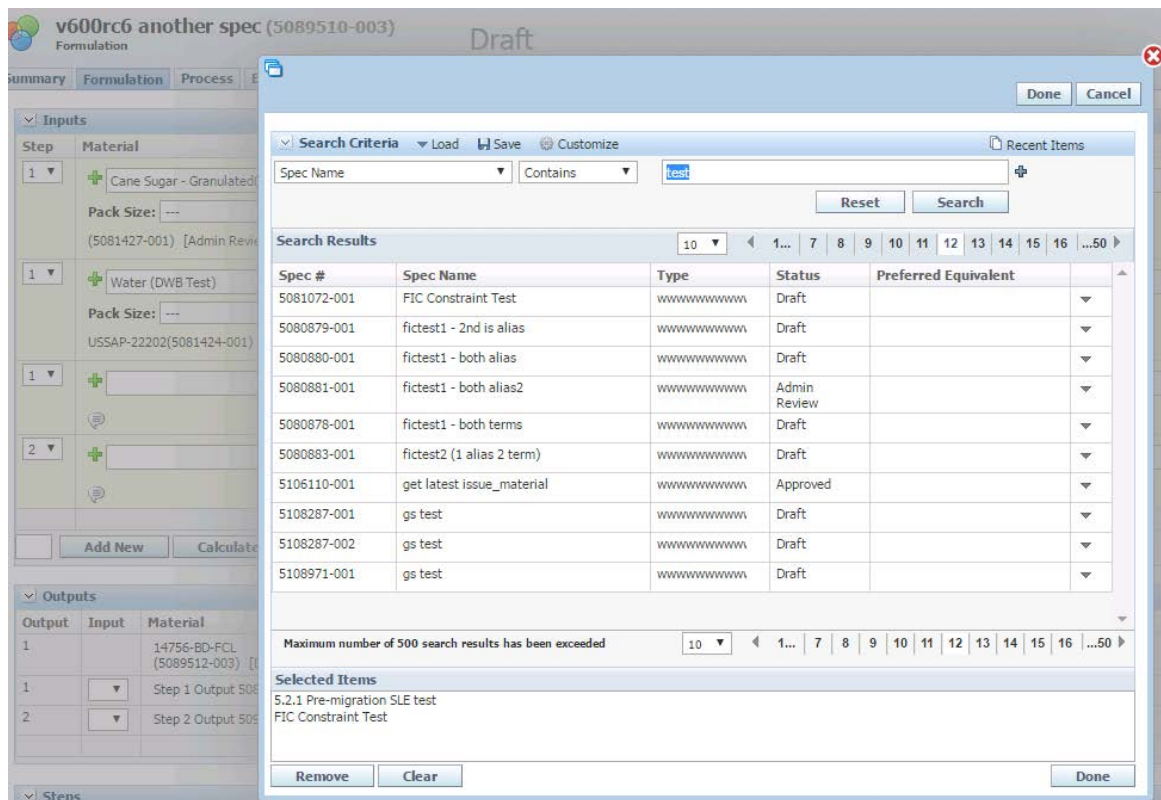 v600rc6 another spec (5089510-003)
Formulation
Draft
Summary Formulation Process
Done Cancel
Inputs
Step Material
1 Cane Sugar - Granulated(
Pack Size: ---
(5081427-001) [Admin Revie
1 Water (DWB Test)
Pack Size: ---
USSAP-22202(5081424-001)
1
2
Add New Calculate
Outputs
Output Input Material
1 14756-BD-FCL
(5089512-003)
1 Step 1 Output 508
2 Step 2 Output 509
Steps
Search Criteria Load Save Customize Recent Items
Spec Name Contains test
Reset Search
Search Results 10 1... 7 8 9 10 11 12 13 14 15 16 ...50
Spec # Spec Name Type Status Preferred Equivalent
5081072-001 FIC Constraint Test Draft
5080879-001 fictest1 - 2nd is alias Draft
5080880-001 fictest1 - both alias Draft
5080881-001 fictest1 - both alias2 Admin
Review
5080878-001 fictest1 - both terms Draft
5080883-001 fictest2 (1 alias 2 term) Draft
5106110-001 get latest issue_material Approved
5108287-001 gs test Draft
5108287-002 gs test Draft
5108971-001 gs test Draft
Maximum number of 500 search results has been exceeded 10 1... 7 8 9 10 11 12 13 14 15 16 ...50
Selected Items
5.2.1 Pre-migration SLE test
FIC Constraint Test
Remove Clear Done